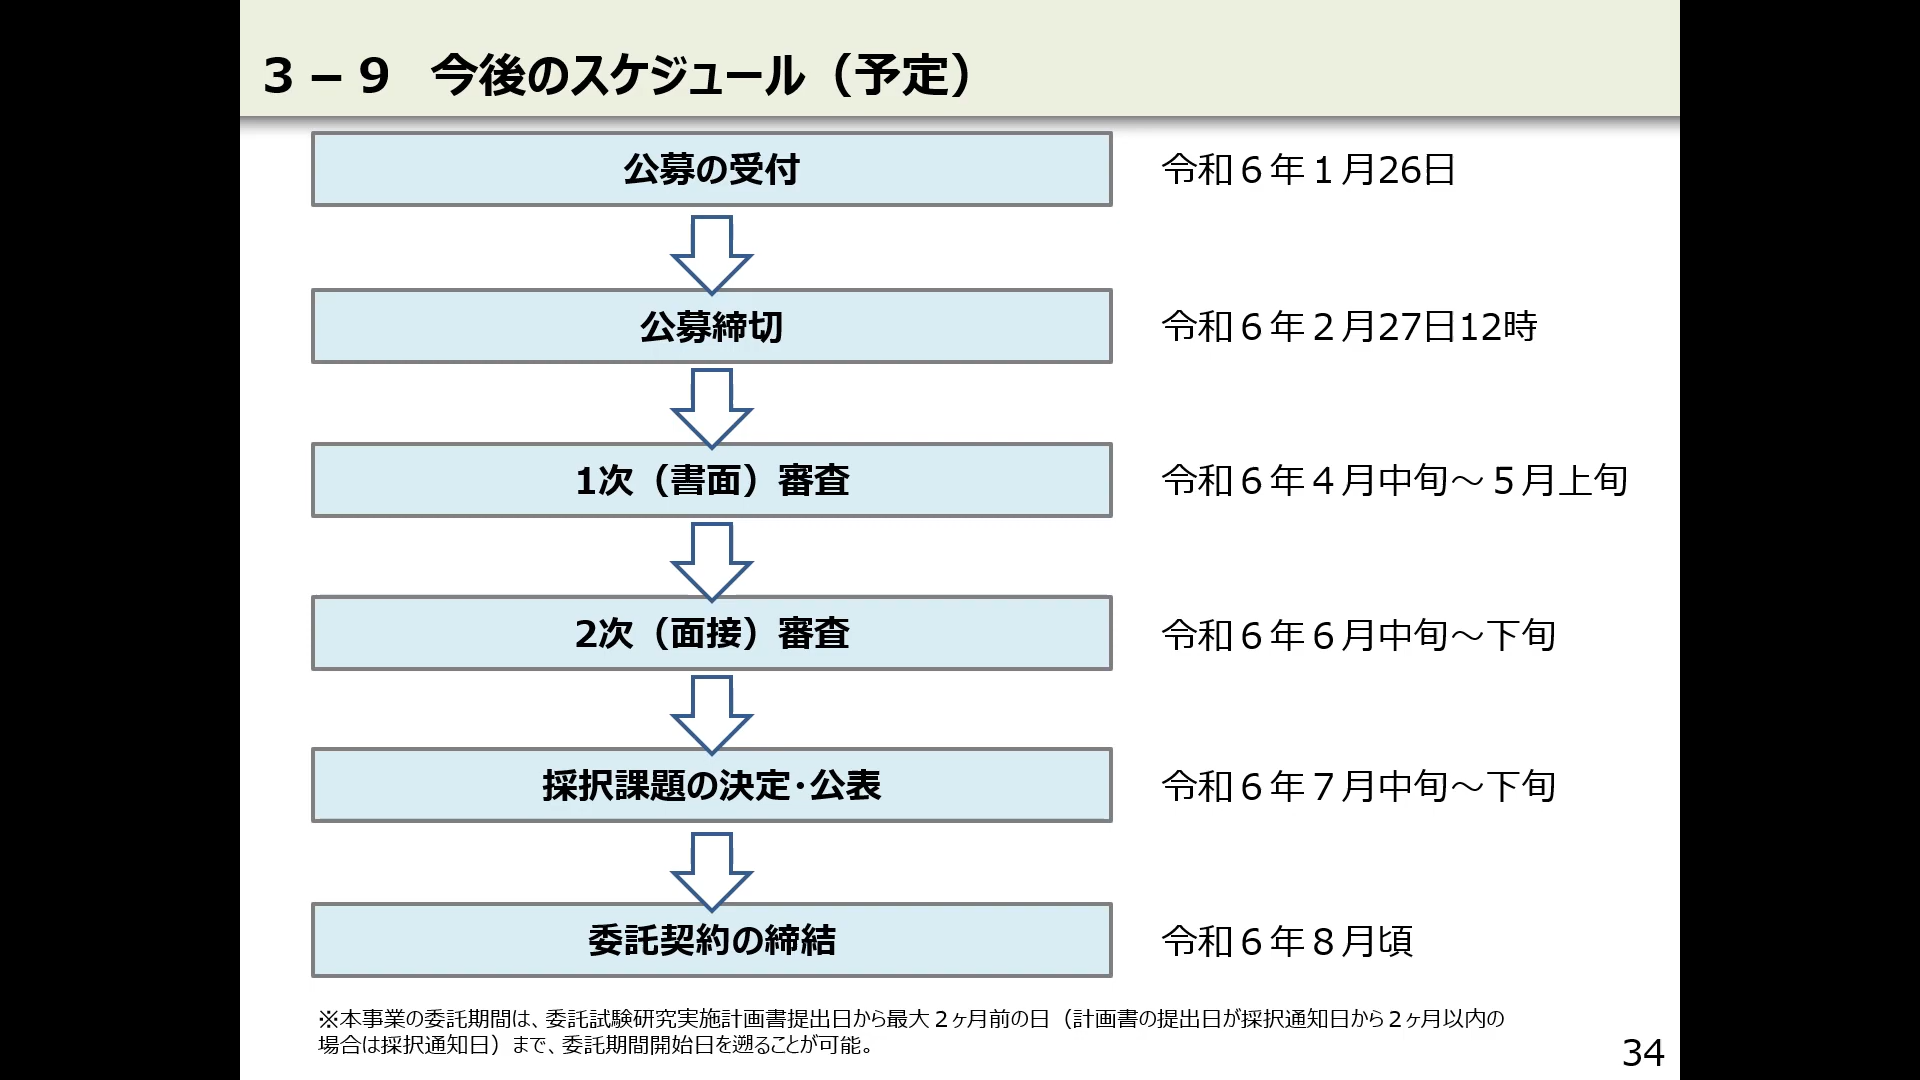 ３－９ 今後のスケジュール（予定）
公募の受付
令和６年１月26日
公募締切
令和６年２月27日12時
1次（書面）審査
令和６年４月中旬～５月上旬
2次（面接）審査
令和６年６月中旬～下旬
採択課題の決定・公表
令和６年７月中旬～下旬
委託契約の締結
令和６年８月頃
※本事業の委託期間は、委託試験研究実施計画書提出日から最大２ヶ月前の日（計画書の提出日が採択通知日から２ヶ月以内の
場合は採択通知日）まで、委託期間開始日を遡ることが可能。
34